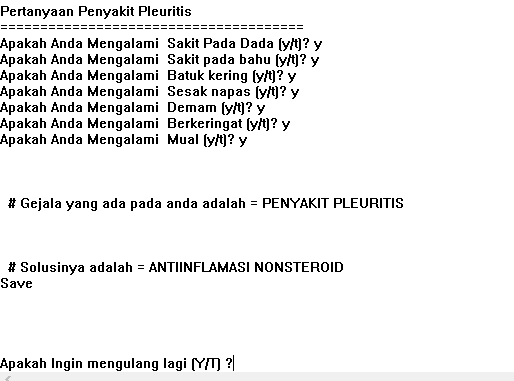 Pertanyaan Penyakit Pleuritis
======================================
Apakah Anda Mengalami  Sakit Pada Dada (y/t)? y
Apakah Anda Mengalami  Sakit pada bahu (y/t)? y
Apakah Anda Mengalami  Batuk kering (y/t)? y
Apakah Anda Mengalami  Sesak napas (y/t)? y
Apakah Anda Mengalami  Demam (y/t)? y
Apakah Anda Mengalami  Berkeringat (y/t)? y
Apakah Anda Mengalami  Mual (y/t)? y
# Gejala yang ada pada anda adalah = PENYAKIT PLEURITIS
# Solusinya adalah = ANTIINFLAMASI NONSTEROID
Save
Apakah Ingin mengulang lagi (Y/T) ?